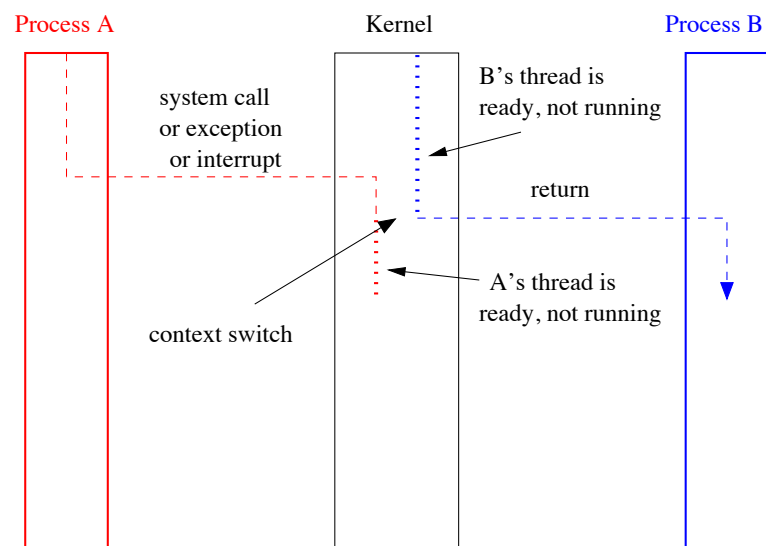 Process A
Kernel
Process B
system call
or exception
or interrupt
B’s thread is
ready, not running
return
A’s thread is
ready, not running
context switch